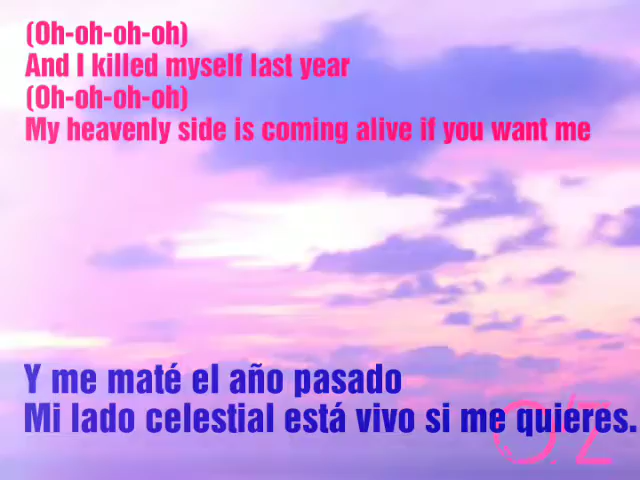 (Oh-oh-oh-oh)
And I killed myself last year
(Oh-oh-oh-oh)
My heavenly side is coming alive if you want me
Y me maté el año pasado
Mi lado celestial está vivo si me quieres.
O'Z